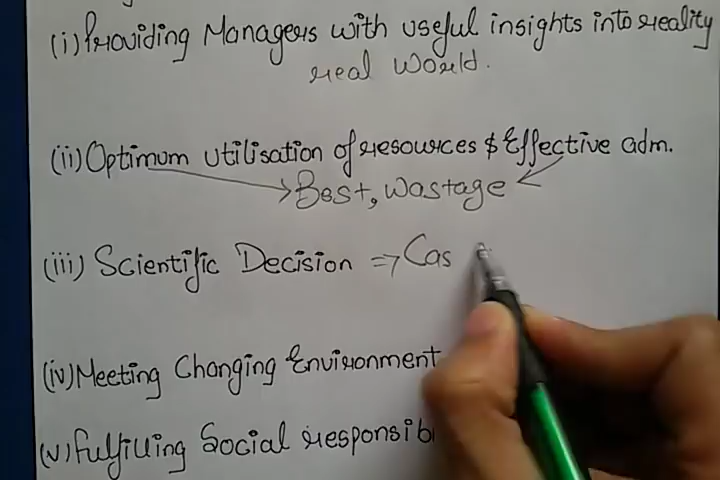 (i) Providing Managers with useful insights into reality
real world.
(ii) Optimum utilisation of resources & Effective adm.
Best, wastage
(iii) Scientific Decision => Cas
(iv) Meeting Changing Environment
(v) Fulfilling Social responsib